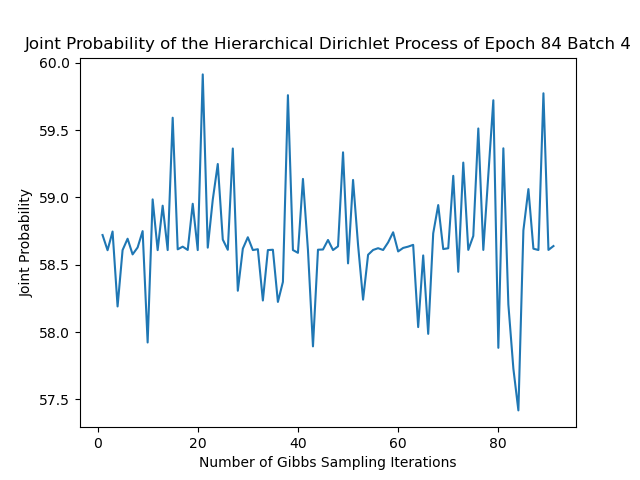 Joint Probability of the Hierarchical Dirichlet Process of Epoch 84 Batch 4
60.0
59.5
59.0
58.5
58.0
57.5
Joint Probability
0 20 40 60 80
Number of Gibbs Sampling Iterations